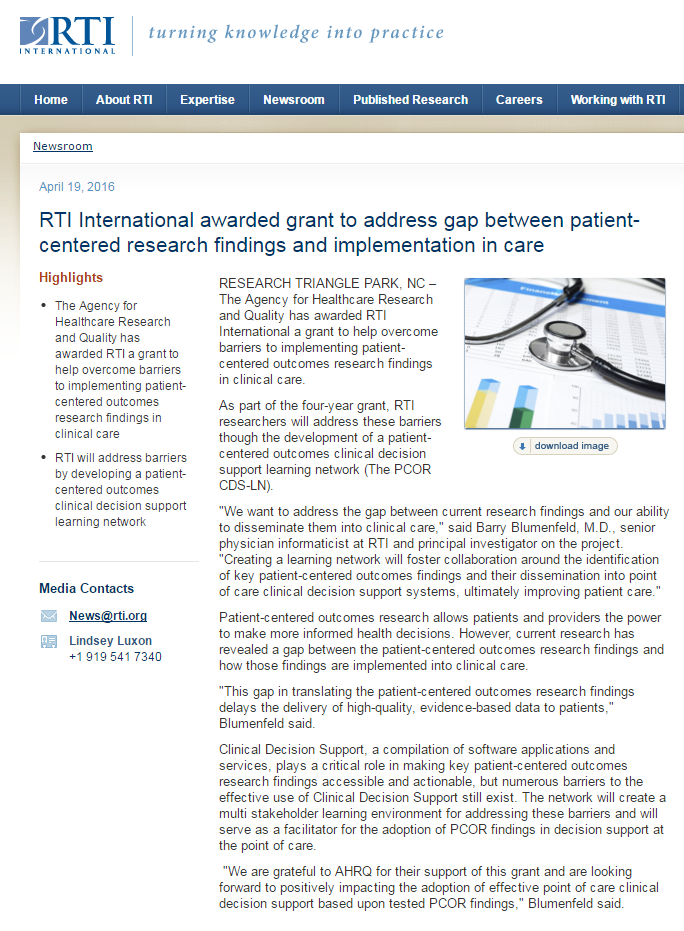 RTI
INTERNATIONAL
turning knowledge into practice
Home About RTI Expertise Newsroom Published Research Careers Working with RTI
Newsroom
April 19, 2016
RTI International awarded grant to address gap between patient-
centered research findings and implementation in care
Highlights
• The Agency for
Healthcare Research
and Quality has
awarded RTI a grant to
help overcome barriers
to implementing patient-
centered outcomes
research findings in
clinical care
• RTI will address barriers
by developing a patient-
centered outcomes
clinical decision support
learning network
Media Contacts
News@rti.org
Lindsey Luxon
+1 919 541 7340
RESEARCH TRIANGLE PARK, NC –
The Agency for Healthcare Research
and Quality has awarded RTI
International a grant to help overcome
barriers to implementing patient-
centered outcomes research findings
in clinical care.
As part of the four-year grant, RTI
researchers will address these barriers
though the development of a patient-
centered outcomes clinical decision
support learning network (The PCOR
CDS-LN).
download image
"We want to address the gap between current research findings and our ability
to disseminate them into clinical care," said Barry Blumenfeld, M.D., senior
physician informaticist at RTI and principal investigator on the project.
"Creating a learning network will foster collaboration around the identification
of key patient-centered outcomes findings and their dissemination into point
of care clinical decision support systems, ultimately improving patient care."
Patient-centered outcomes research allows patients and providers the power
to make more informed health decisions. However, current research has
revealed a gap between the patient-centered outcomes research findings and
how those findings are implemented into clinical care.
"This gap in translating the patient-centered outcomes research findings
delays the delivery of high-quality, evidence-based data to patients,"
Blumenfeld said.
Clinical Decision Support, a compilation of software applications and
services, plays a critical role in making key patient-centered outcomes
research findings accessible and actionable, but numerous barriers to the
effective use of Clinical Decision Support still exist. The network will create a
multi stakeholder learning environment for addressing these barriers and will
serve as a facilitator for the adoption of PCOR findings in decision support at
the point of care.
"We are grateful to AHRQ for their support of this grant and are looking
forward to positively impacting the adoption of effective point of care clinical
decision support based upon tested PCOR findings," Blumenfeld said.